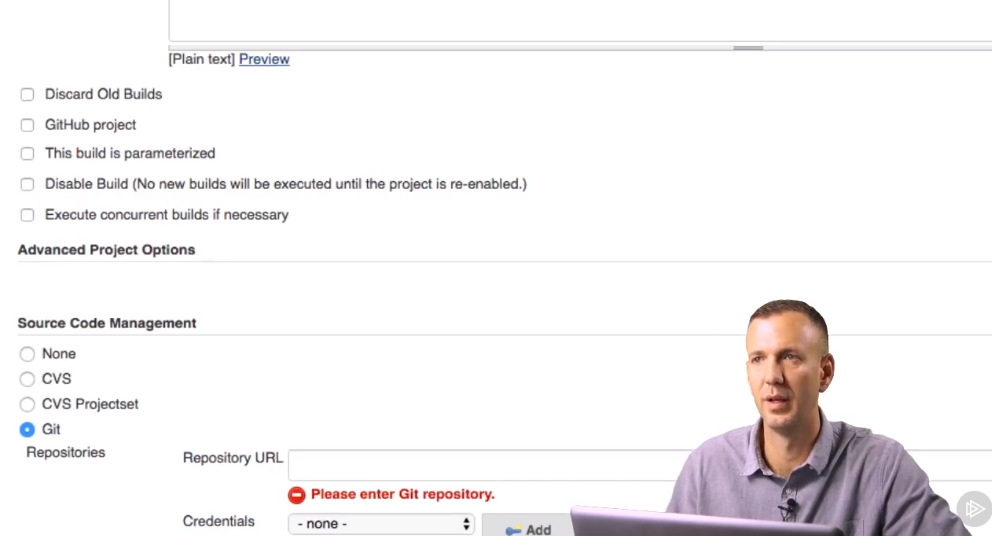 [Plain text] Preview
Discard Old Builds
GitHub project
This build is parameterized
Disable Build (No new builds will be executed until the project is re-enabled.)
Execute concurrent builds if necessary
Advanced Project Options
Source Code Management
None
CVS
CVS Projectset
Git
Repositories
Repository URL
Please enter Git repository.
Credentials
- none -
Add